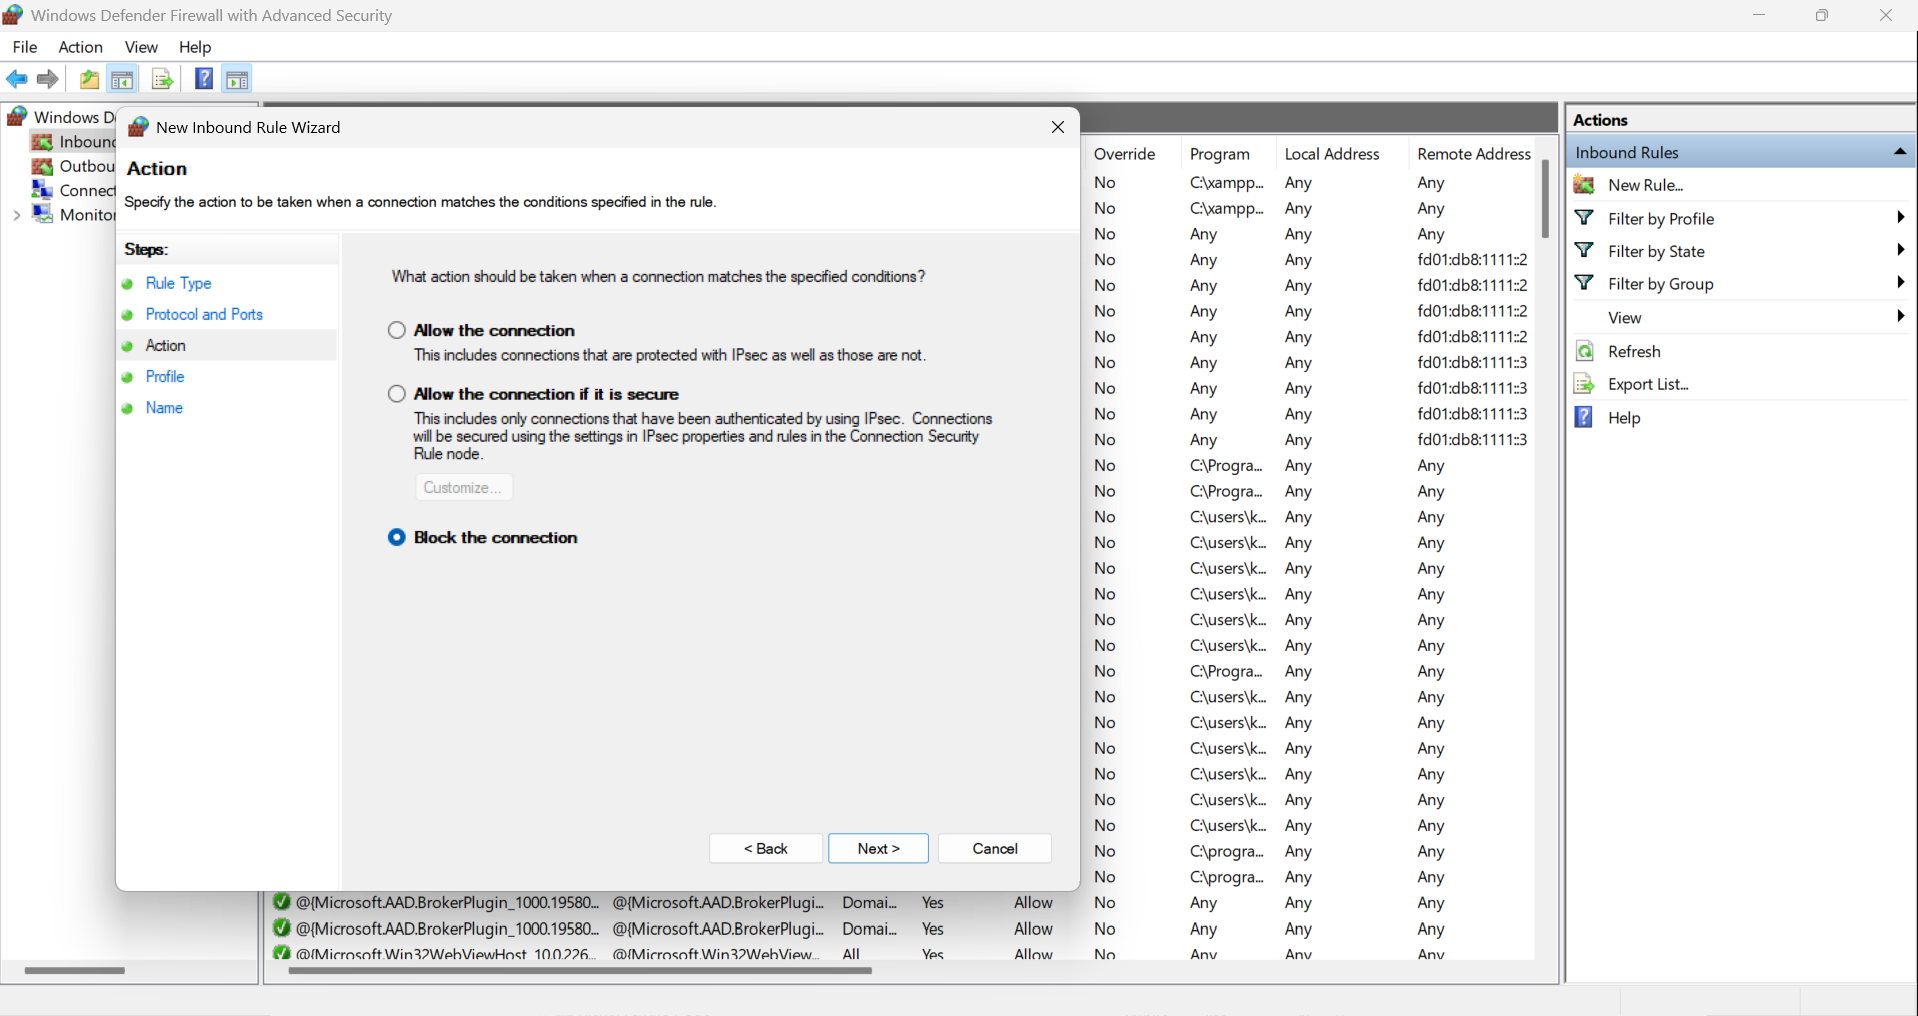 Windows Defender Firewall with Advanced Security
File Action View Help
Windows D
Inboun
Outbou
Connect
Monito
New Inbound Rule Wizard
Action
Specify the action to be taken when a connection matches the conditions specified in the rule.
Steps:
Rule Type
Protocol and Ports
Action
Profile
Name
What action should be taken when a connection matches the specified conditions?
Allow the connection
This includes connections that are protected with IPsec as well as those are not.
Allow the connection if it is secure
This includes only connections that have been authenticated by using IPsec. Connections
will be secured using the settings in IPsec properties and rules in the Connection Security
Rule node.
Customize...
Block the connection
< Back Next > Cancel
Override Program Local Address Remote Address
No C:\xampp... Any Any
No C:\xampp... Any Any
No Any Any Any
No Any Any fd01:db8:1111::2
No Any Any fd01:db8:1111::2
No Any Any fd01:db8:1111::2
No Any Any fd01:db8:1111::2
No Any Any fd01:db8:1111::3
No Any Any fd01:db8:1111::3
No Any Any fd01:db8:1111::3
No Any Any fd01:db8:1111::3
No C:\Progra... Any Any
No C:\Progra... Any Any
No C:\users\k... Any Any
No C:\users\k... Any Any
No C:\users\k... Any Any
No C:\users\k... Any Any
No C:\users\k... Any Any
No C:\users\k... Any Any
No C:\Progra... Any Any
No C:\users\k... Any Any
No C:\users\k... Any Any
No C:\users\k... Any Any
No C:\users\k... Any Any
No C:\users\k... Any Any
No C:\users\k... Any Any
No C:\progra... Any Any
No C:\progra... Any Any
@{Microsoft.AAD.BrokerPlugin_1000.19580... @{Microsoft.AAD.BrokerPlugi... Domai... Yes Allow No Any Any Any
@{Microsoft.AAD.BrokerPlugin_1000.19580... @{Microsoft.AAD.BrokerPlugi... Domai... Yes Allow No Any Any Any
@{Microsoft.Win32WebViewHost_10.0.226... @{Microsoft.Win32WebView... All Yes Allow No Any Any Any
Actions
Inbound Rules
New Rule...
Filter by Profile
Filter by State
Filter by Group
View
Refresh
Export List...
Help